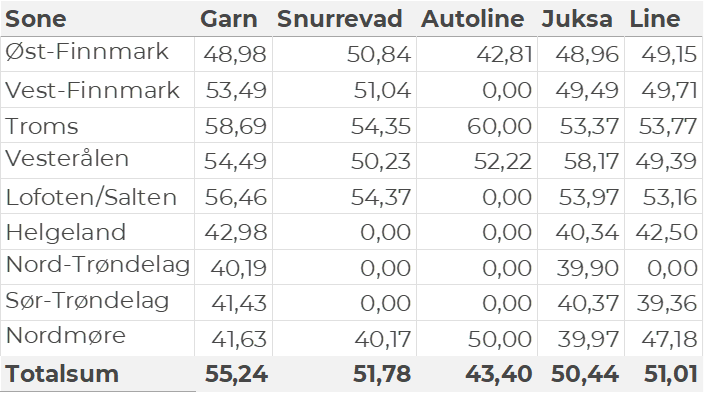 Sone Garn Snurrevad Autoline Juksa Line
Øst-Finnmark 48,98 50,84 42,81 48,96 49,15
Vest-Finnmark 53,49 51,04 0,00 49,49 49,71
Troms 58,69 54,35 60,00 53,37 53,77
Vesterålen 54,49 50,23 52,22 58,17 49,39
Lofoten/Salten 56,46 54,37 0,00 53,97 53,16
Helgeland 42,98 0,00 0,00 40,34 42,50
Nord-Trøndelag 40,19 0,00 0,00 39,90 0,00
Sør-Trøndelag 41,43 0,00 0,00 40,37 39,36
Nordmøre 41,63 40,17 50,00 39,97 47,18
Totalsum 55,24 51,78 43,40 50,44 51,01